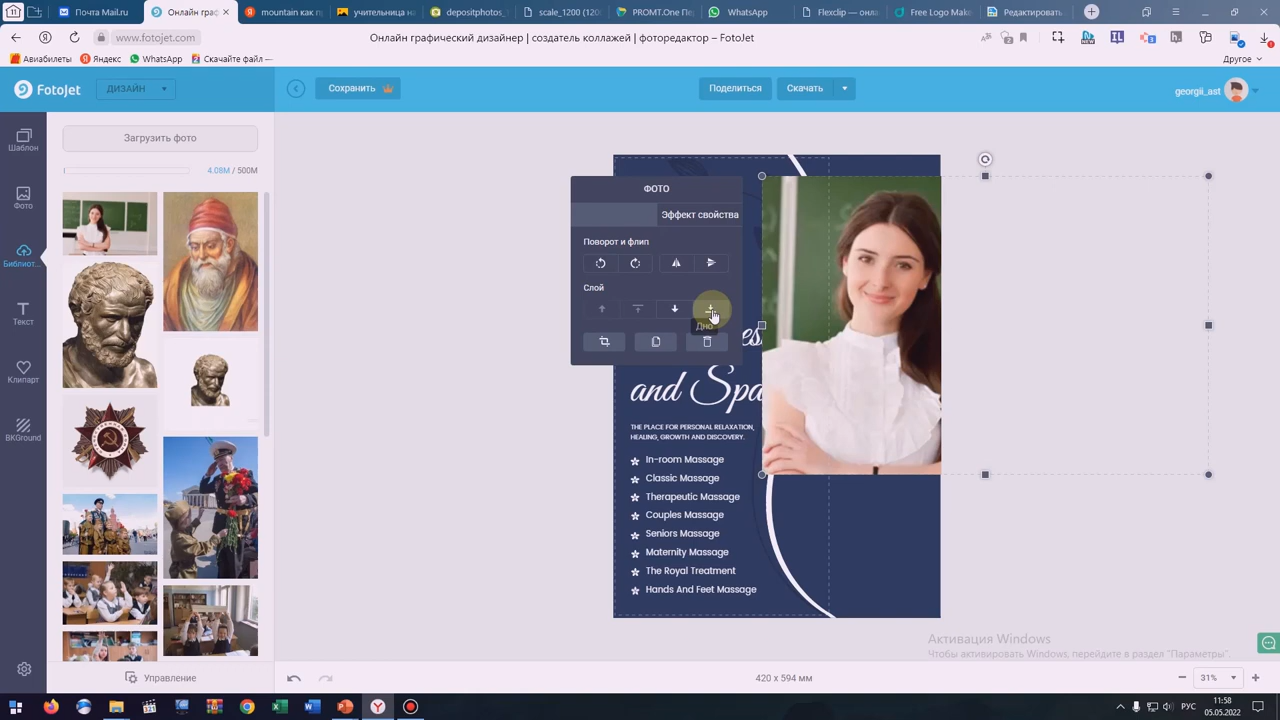 Почта Mail.ru
Онлайн граф
mountain как п
учительница н
depositphotos_
scale_1200 (120
PROMT.One Пе
WhatsApp
Flexclip — онла
Free Logo Make
Редактировать
www.fotojet.com
Онлайн графический дизайнер | создатель коллажей | фоторедактор – FotoJet
Авиабилеты
Яндекс
WhatsApp
Скачайте файл —
Другое
FotoJet
ДИЗАЙН
Сохранить
Поделиться
Скачать
georgii_ast
Шаблон
Фото
Библиот...
Текст
Клипарт
BKGround
Загрузить фото
4.08M / 500M
ФОТО
Эффект свойства
Поворот и флип
Слой
Дно
and Spa
THE PLACE FOR PERSONAL RELAXATION,
HEALING, GROWTH AND DISCOVERY.
In-room Massage
Classic Massage
Therapeutic Massage
Couples Massage
Seniors Massage
Maternity Massage
The Royal Treatment
Hands And Feet Massage
Активация Windows
Чтобы активировать Windows, перейдите в раздел "Параметры".
Управление
420 x 594 мм
31%
РУС
11:58
05.05.2022